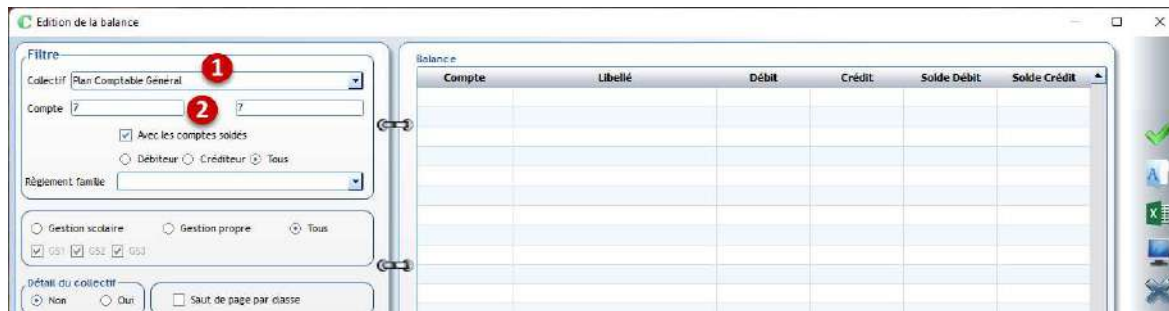 Edition de la balance
Filtre
Collectif Plan Comptable Général 1
Compte 7 2 7
Avec les comptes soldés
Débiteur Créditeur Tous
Règlement famille
Gestion scolaire Gestion propre Tous
GS1 GS2 GS3
Détail du collectif
Non Oui Saut de page par classe
Balance
Compte Libellé Débit Crédit Solde Débit Solde Crédit